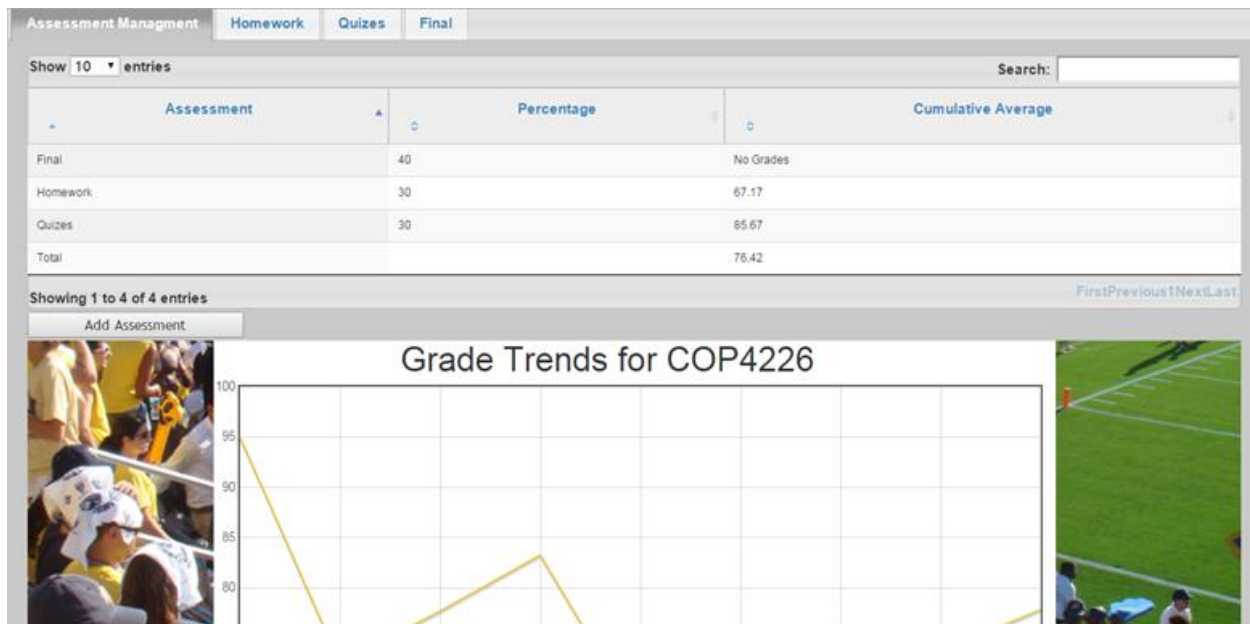 Assessment Managment Homework Quizes Final
Show 10 entries Search:
Assessment Percentage Cumulative Average
Final 40 No Grades
Homework 30 67.17
Quizes 30 85.67
Total 76.42
Showing 1 to 4 of 4 entries FirstPrevious1NextLast
Add Assessment
Grade Trends for COP4226
100
95
90
85
80